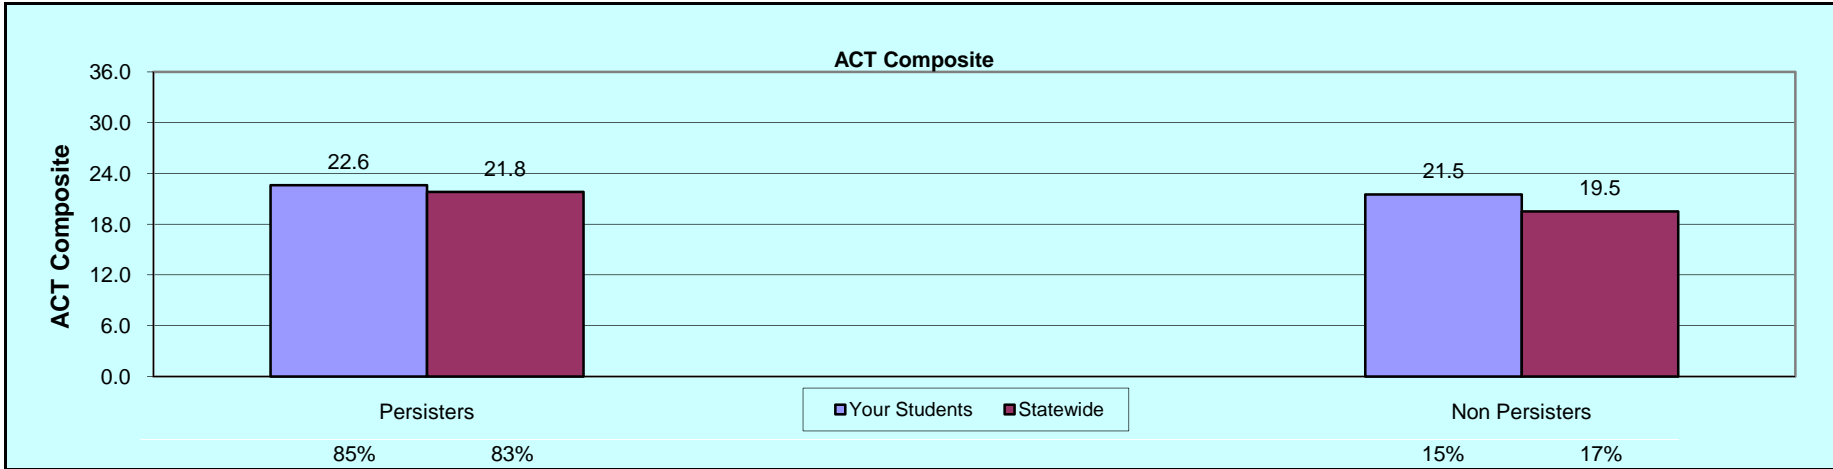 ACT Composite
36.0
30.0
24.0
18.0
12.0
6.0
0.0
ACT Composite
22.6
21.8
21.5
19.5
Persisters
Your Students Statewide
Non Persisters
85% 83% 15% 17%